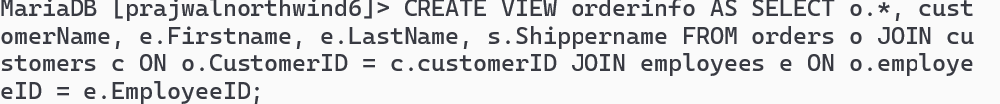 MariaDB [prajwalnorthwind6]> CREATE VIEW orderinfo AS SELECT o.*, cust
omerName, e.Firstname, e.LastName, s.Shippername FROM orders o JOIN cu
stomers c ON o.CustomerID = c.customerID JOIN employees e ON o.employe
eID = e.EmployeeID;